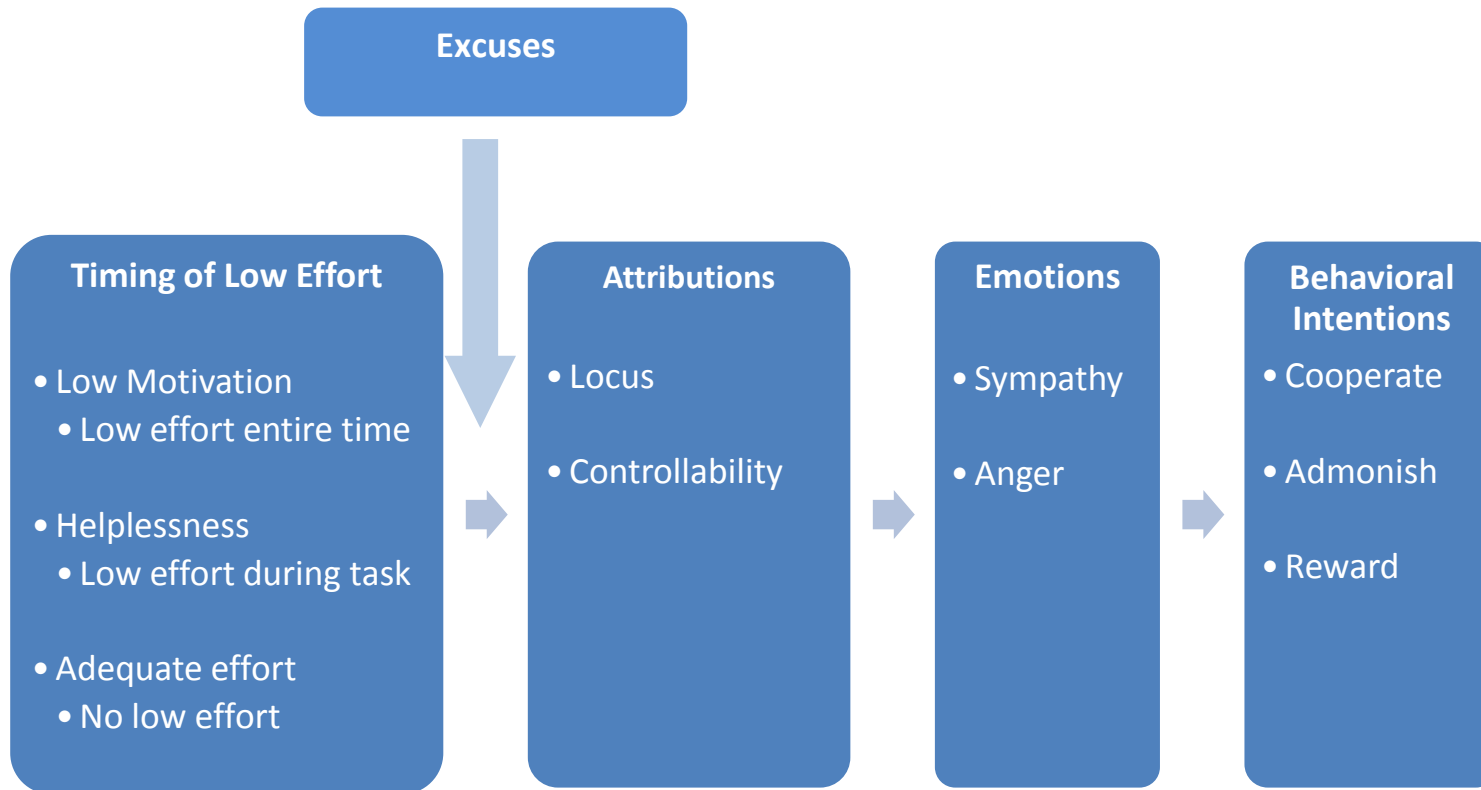 Excuses
Timing of Low Effort
• Low Motivation
• Low effort entire time
• Helplessness
• Low effort during task
• Adequate effort
• No low effort
Attributions
• Locus
• Controllability
Emotions
• Sympathy
• Anger
Behavioral
Intentions
• Cooperate
• Admonish
• Reward